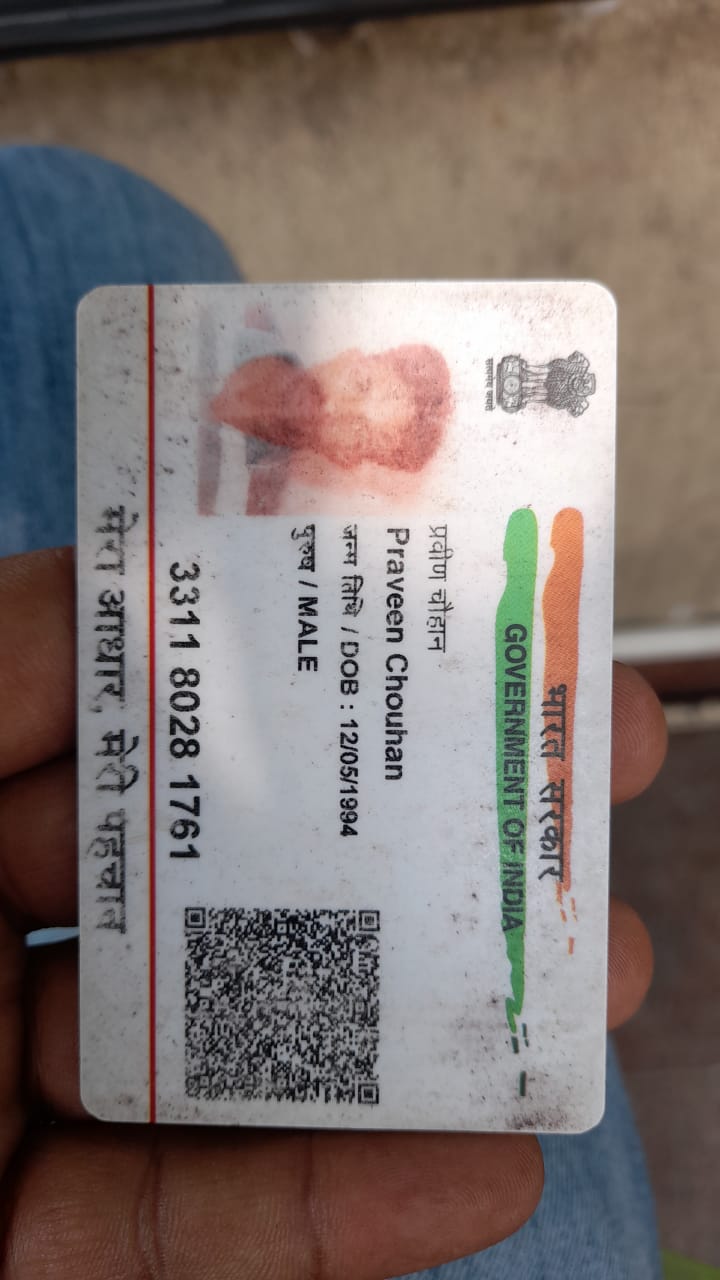 सत्यमेव जयते
भारत सरकार
GOVERNMENT OF INDIA
प्रवीण चौहान
Praveen Chouhan
जन्म तिथि / DOB : 12/05/1994
पुरुष / MALE
3311 8028 1761
मेरा आधार, मेरी पहचान